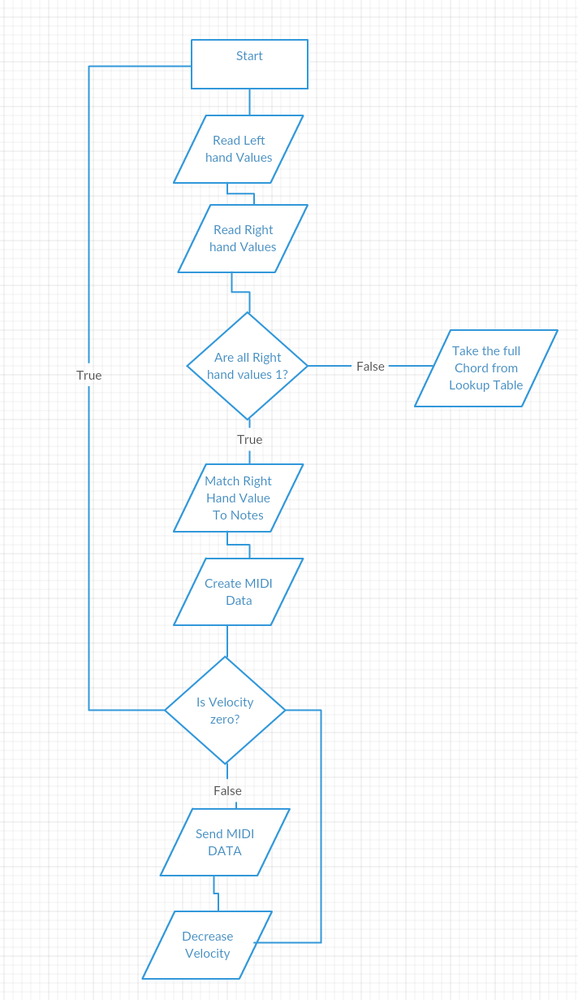 Start
Read Left
hand Values
Read Right
hand Values
Are all Right
hand values 1?
False
Take the full
Chord from
Lookup Table
True
True
Match Right
Hand Value
To Notes
Create MIDI
Data
Is Velocity
zero?
False
Send MIDI
DATA
Decrease
Velocity